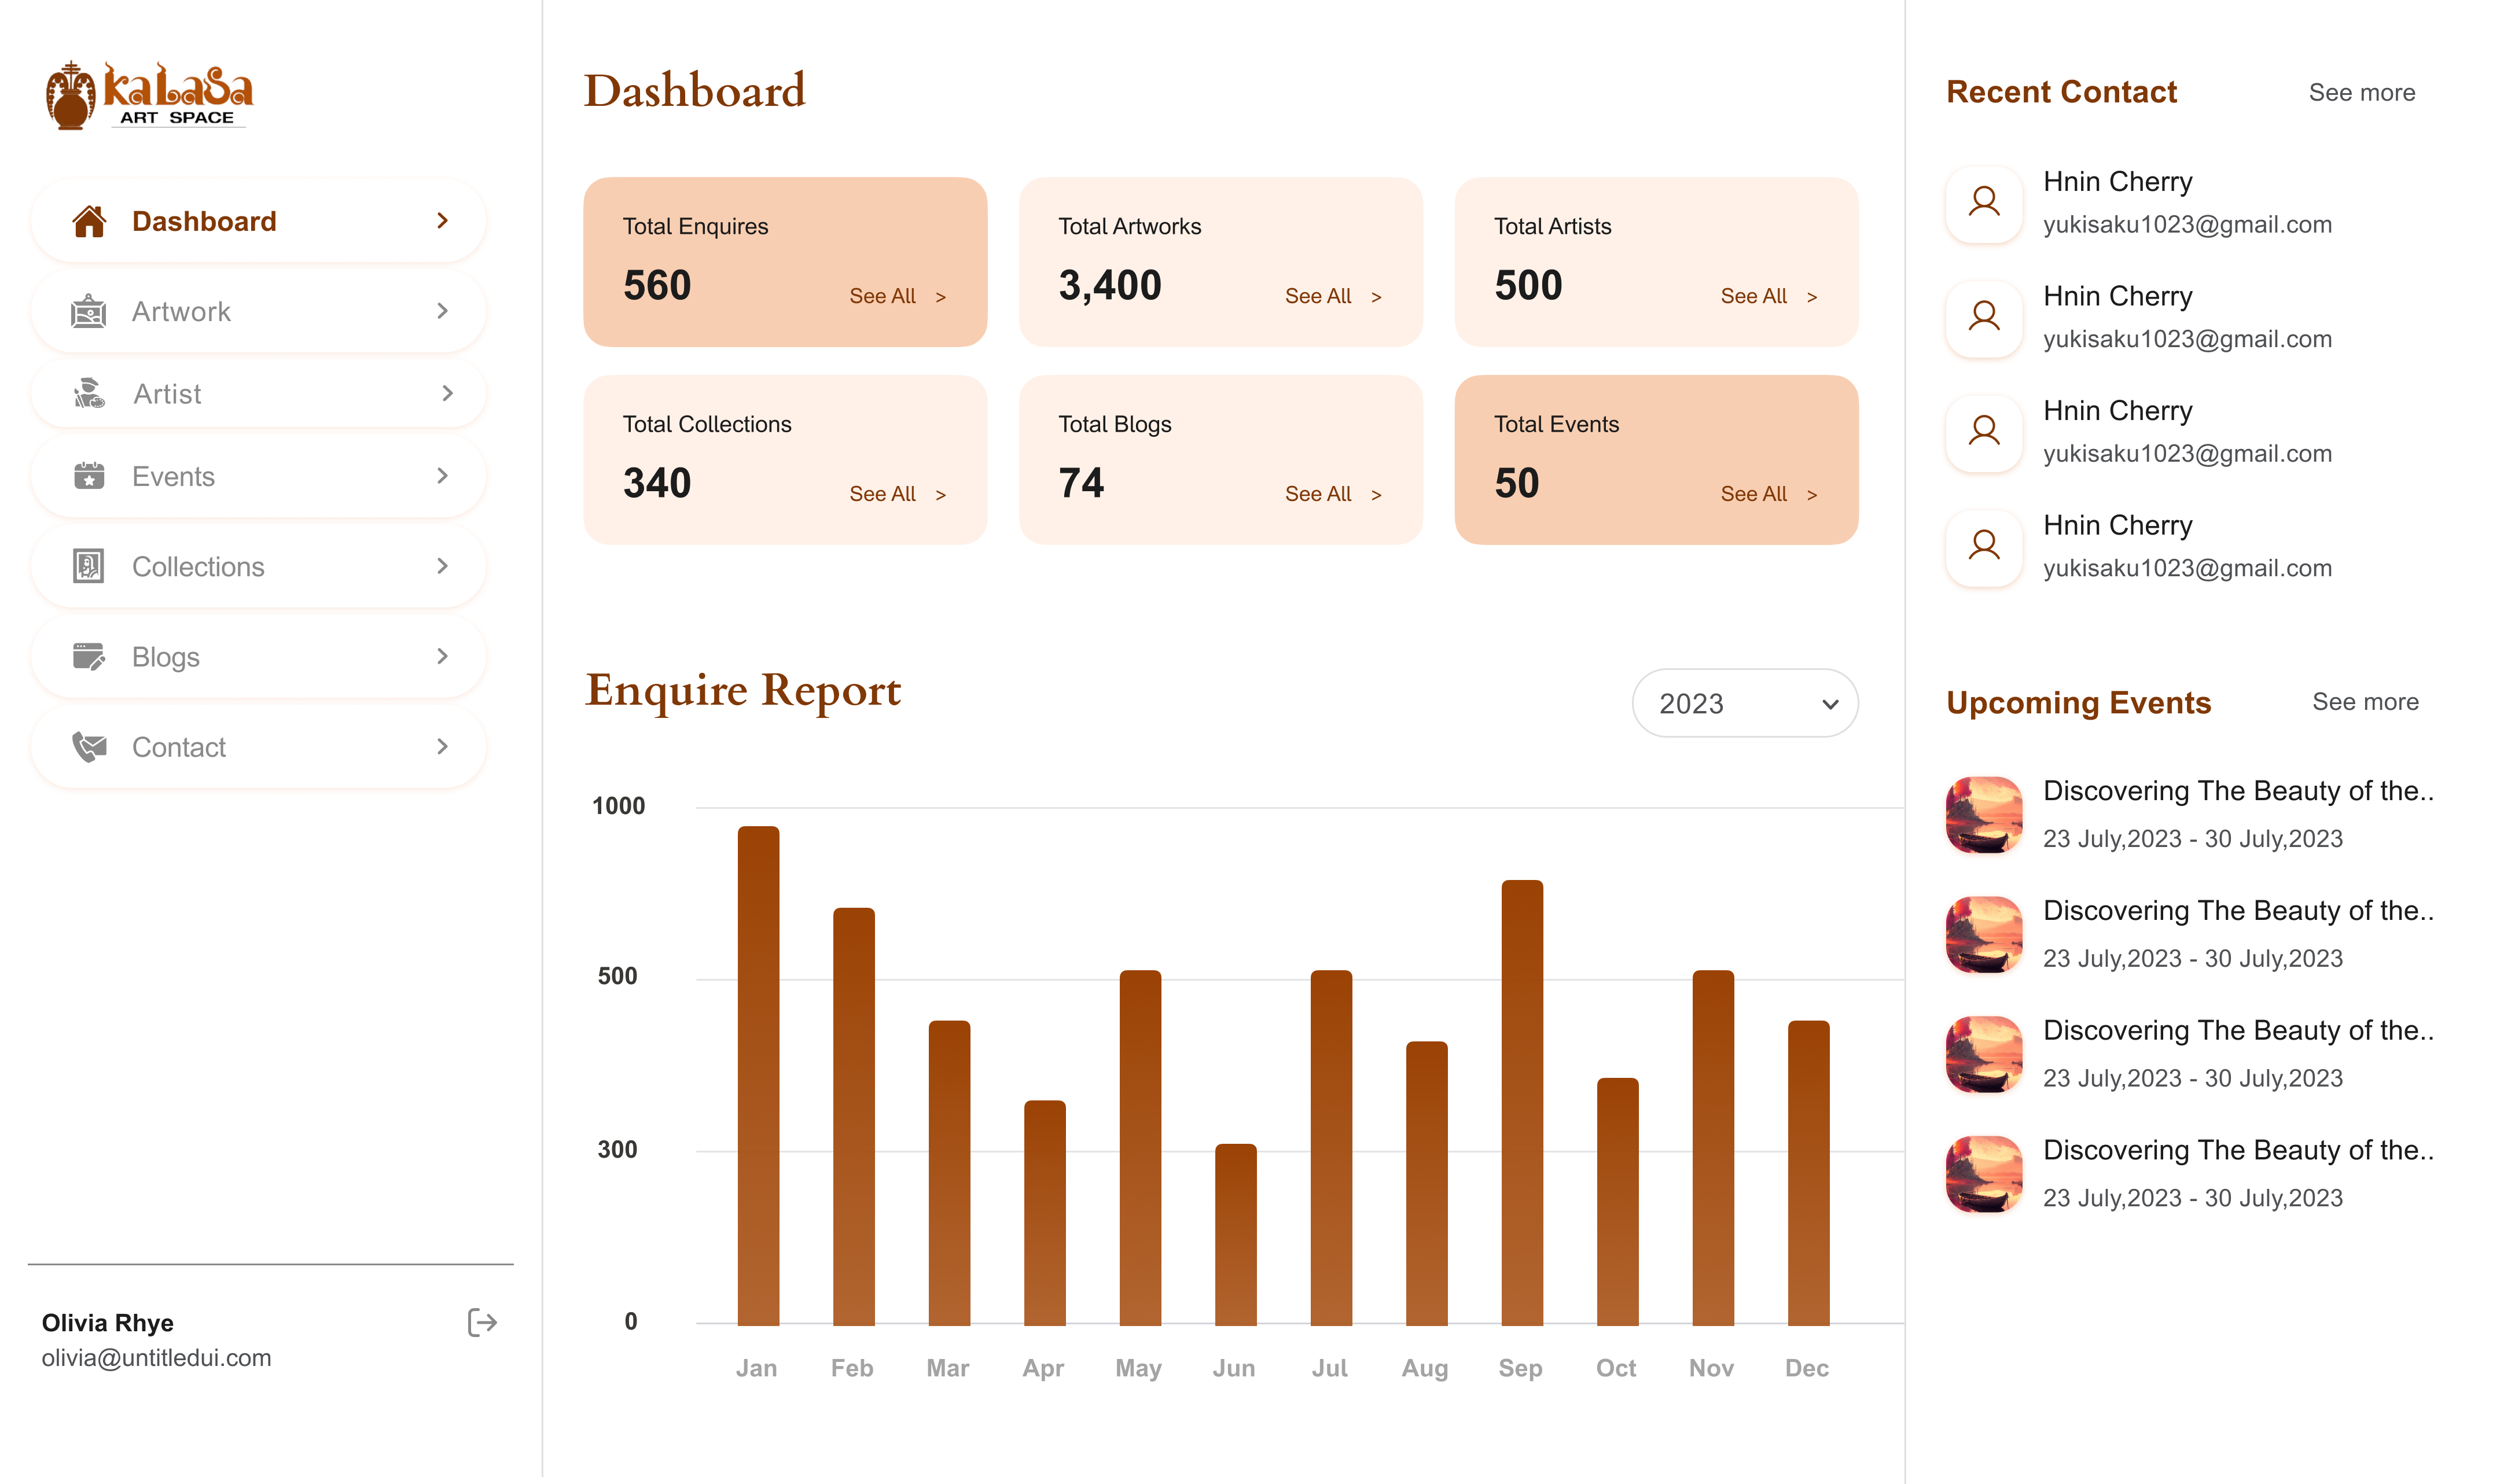 kaLaSa
ART SPACE
Dashboard
Artwork
Artist
Events
Collections
Blogs
Contact
Olivia Rhye
olivia@untitledui.com
Dashboard
Total Enquires
560
See All >
Total Artworks
3,400
See All >
Total Artists
500
See All >
Total Collections
340
See All >
Total Blogs
74
See All >
Total Events
50
See All >
Enquire Report
2023
1000
500
300
0
Jan Feb Mar Apr May Jun Jul Aug Sep Oct Nov Dec
Recent Contact
See more
Hnin Cherry
yukisaku1023@gmail.com
Hnin Cherry
yukisaku1023@gmail.com
Hnin Cherry
yukisaku1023@gmail.com
Hnin Cherry
yukisaku1023@gmail.com
Upcoming Events
See more
Discovering The Beauty of the..
23 July,2023 - 30 July,2023
Discovering The Beauty of the..
23 July,2023 - 30 July,2023
Discovering The Beauty of the..
23 July,2023 - 30 July,2023
Discovering The Beauty of the..
23 July,2023 - 30 July,2023